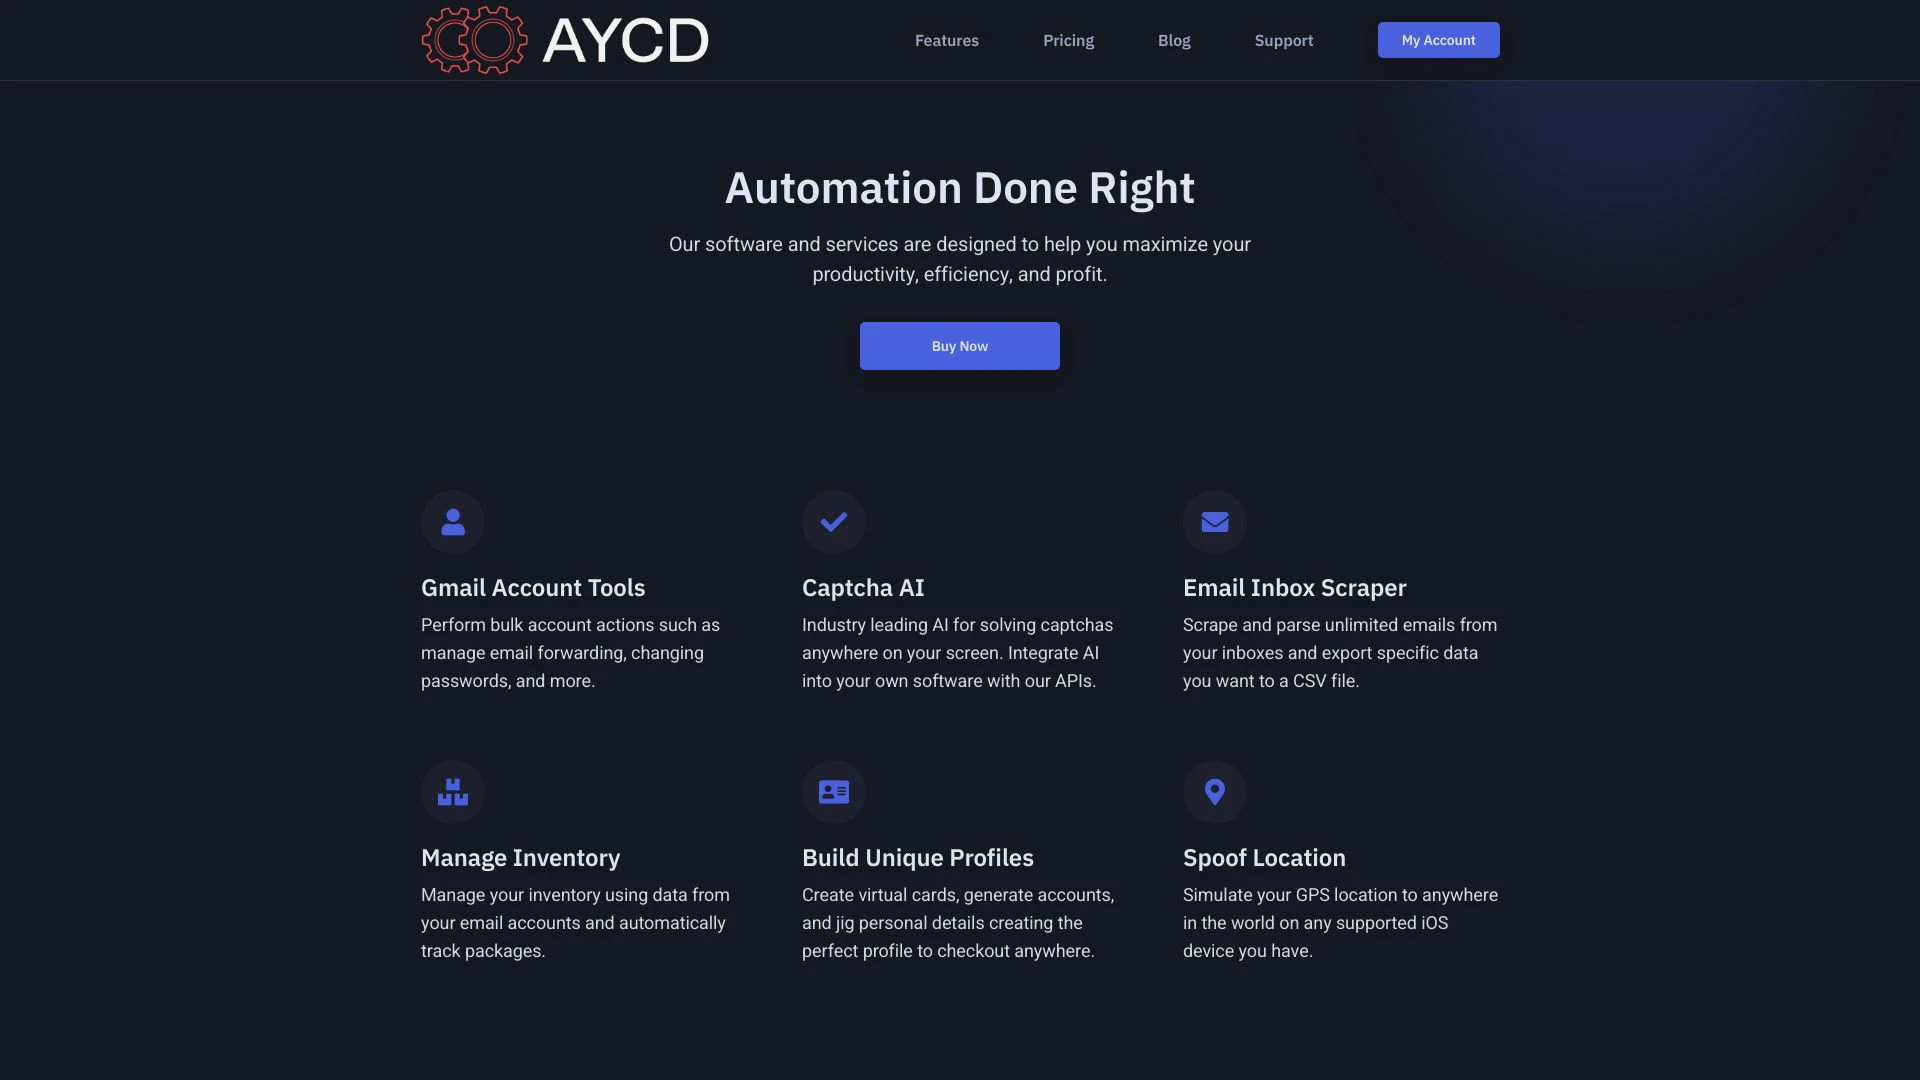 AYCD
Features
Pricing
Blog
Support
My Account
Automation Done Right
Our software and services are designed to help you maximize your
productivity, efficiency, and profit.
Buy Now
Gmail Account Tools
Perform bulk account actions such as
manage email forwarding, changing
passwords, and more.
Captcha AI
Industry leading AI for solving captchas
anywhere on your screen. Integrate AI
into your own software with our APIs.
Email Inbox Scraper
Scrape and parse unlimited emails from
your inboxes and export specific data
you want to a CSV file.
Manage Inventory
Manage your inventory using data from
your email accounts and automatically
track packages.
Build Unique Profiles
Create virtual cards, generate accounts,
and jig personal details creating the
perfect profile to checkout anywhere.
Spoof Location
Simulate your GPS location to anywhere
in the world on any supported iOS
device you have.